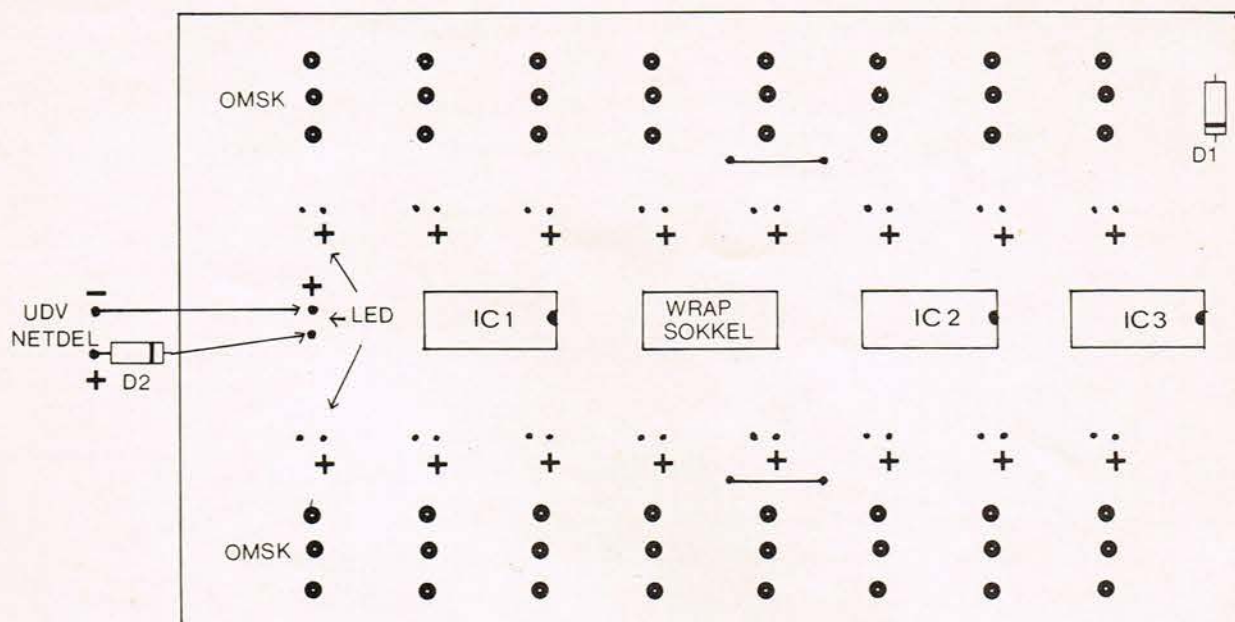 OMSK
D1
+ + + + + + + +
+
−
UDV
NETDEL
+
D2
LED
IC1
WRAP
SOKKEL
IC2
IC3
+ + + + + + + +
OMSK